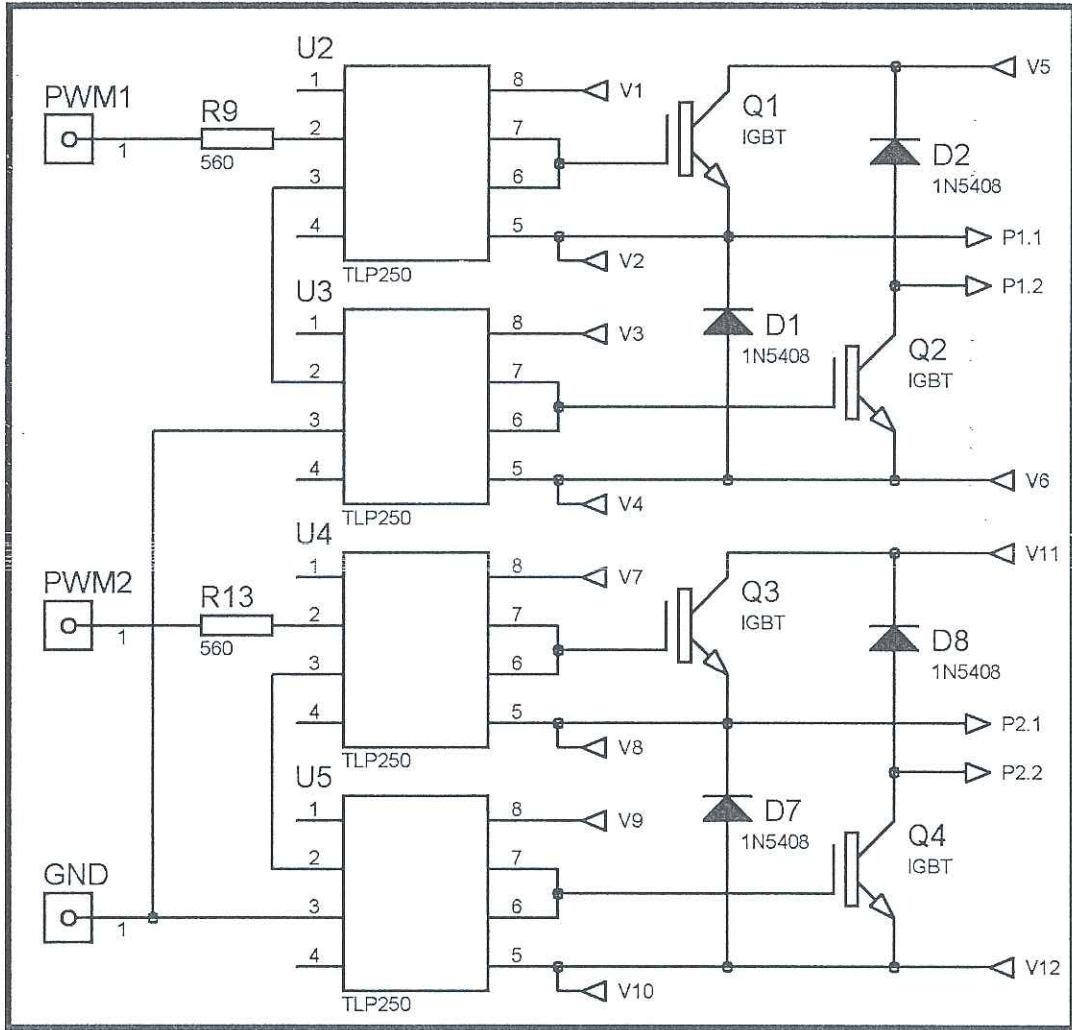 U2
1
8
V1
PWM1
R9
2
7
Q1
IGBT
V5
1
560
3
6
D2
1N5408
4
5
P1.1
TLP250
V2
P1.2
U3
1
8
V3
D1
1N5408
2
7
Q2
IGBT
3
6
4
5
V6
TLP250
V4
U4
1
8
V7
V11
PWM2
R13
2
7
Q3
IGBT
1
560
3
6
D8
1N5408
4
5
P2.1
TLP250
V8
P2.2
U5
1
8
V9
D7
1N5408
2
7
Q4
IGBT
GND
1
3
6
4
5
V12
TLP250
V10